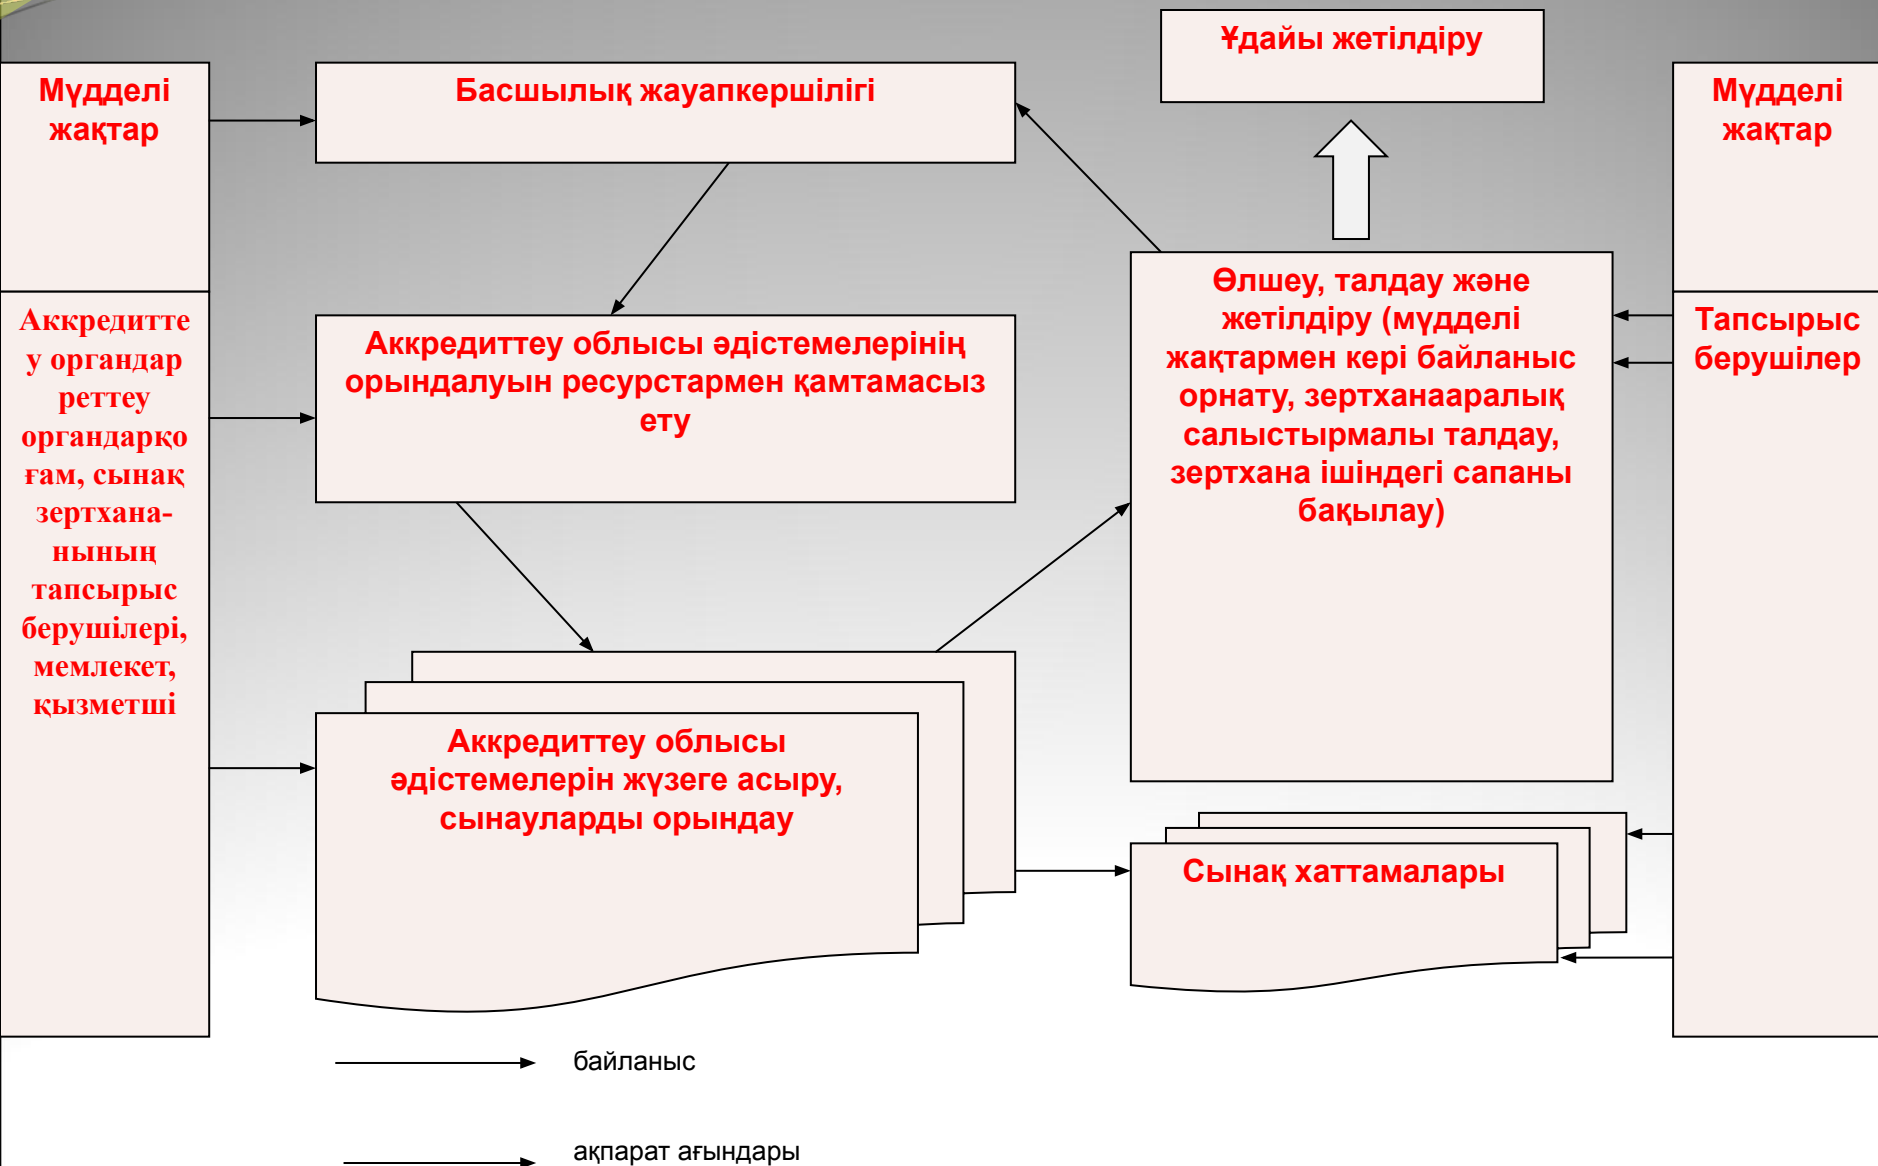 Ұдайы жетілдіру
Мүдделі
жақтар
Басшылық жауапкершілігі
Мүдделі
жақтар
Аккредитте
у органдар
реттеу
органдарқо
ғам, сынақ
зертхана-
нының
тапсырыс
берушілері,
мемлекет,
қызметші
Аккредиттеу облысы әдістемелерінің
орындалуын ресурстармен қамтамасыз
ету
Өлшеу, талдау және
жетілдіру (мүдделі
жақтармен кері байланыс
орнату, зертханааралық
салыстырмалы талдау,
зертхана ішіндегі сапаны
бақылау)
Тапсырыс
берушілер
Аккредиттеу облысы
әдістемелерін жүзеге асыру,
сынауларды орындау
Сынақ хаттамалары
байланыс
ақпарат ағындары